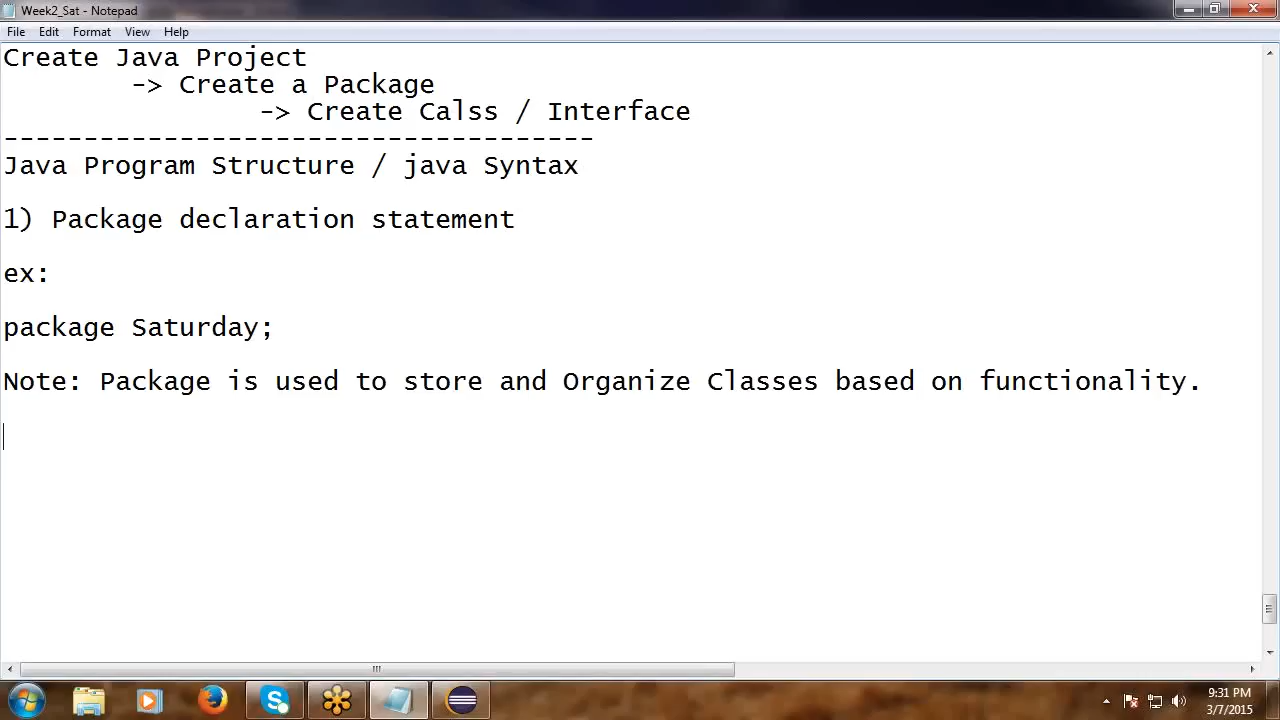 Week2_Sat - Notepad
File Edit Format View Help
Create Java Project
-> Create a Package
-> Create Calss / Interface
-------------------------------------
Java Program Structure / java Syntax
1) Package declaration statement
ex:
package Saturday;
Note: Package is used to store and Organize Classes based on functionality.
9:31 PM
3/7/2015